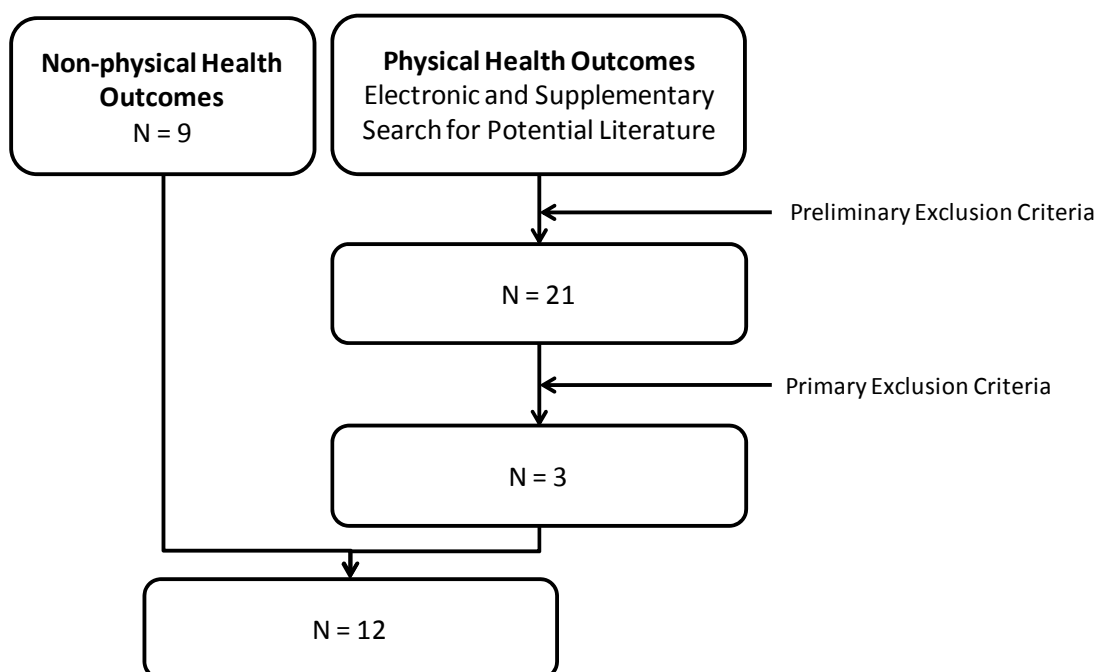 Non-physical Health
Outcomes
N = 9
Physical Health Outcomes
Electronic and Supplementary
Search for Potential Literature
Preliminary Exclusion Criteria
N = 21
Primary Exclusion Criteria
N = 3
N = 12